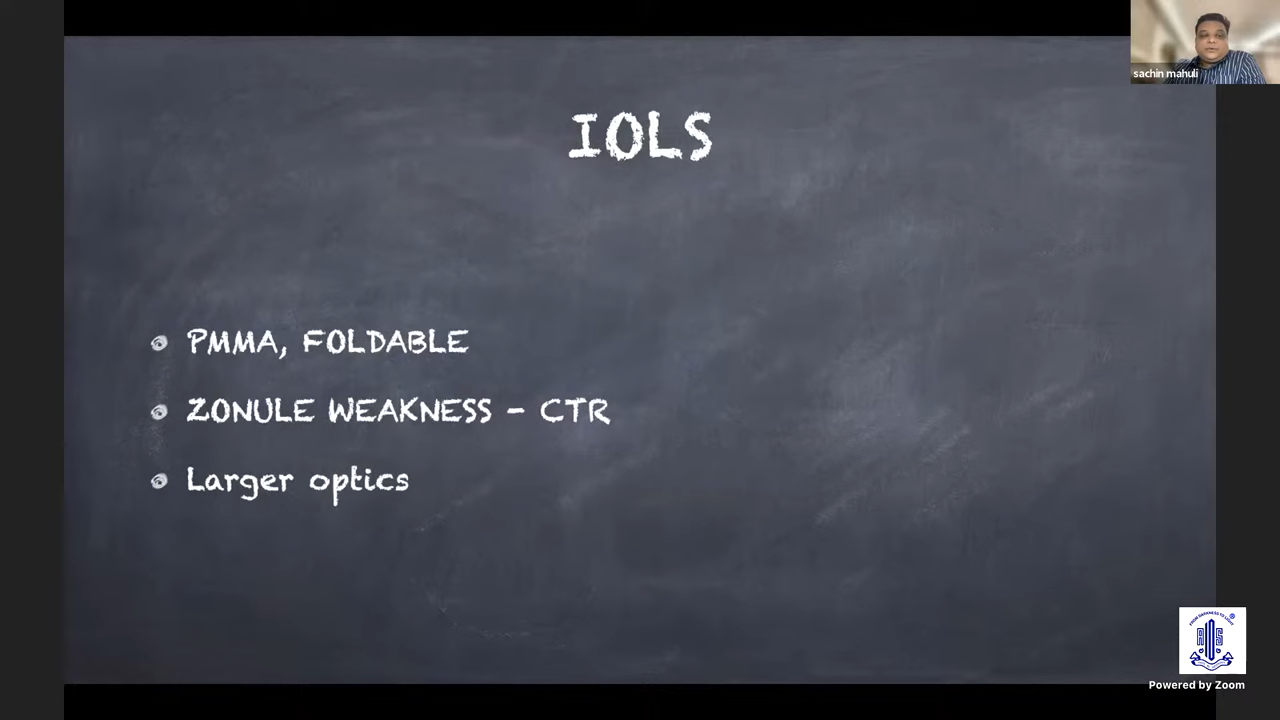 sachin mahuli
IOLS
PMMA, FOLDABLE
ZONULE WEAKNESS - CTR
Larger optics
Powered by Zoom